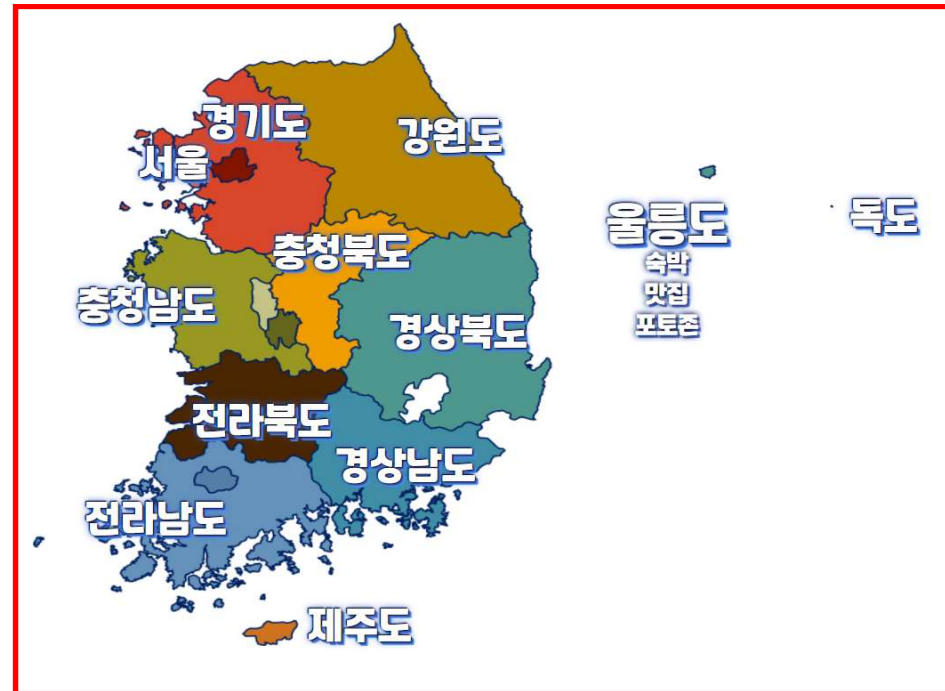 경기도
강원도
서울
울릉도
독도
숙박
맛집
포토존
충청북도
충청남도
경상북도
전라북도
경상남도
전라남도
제주도